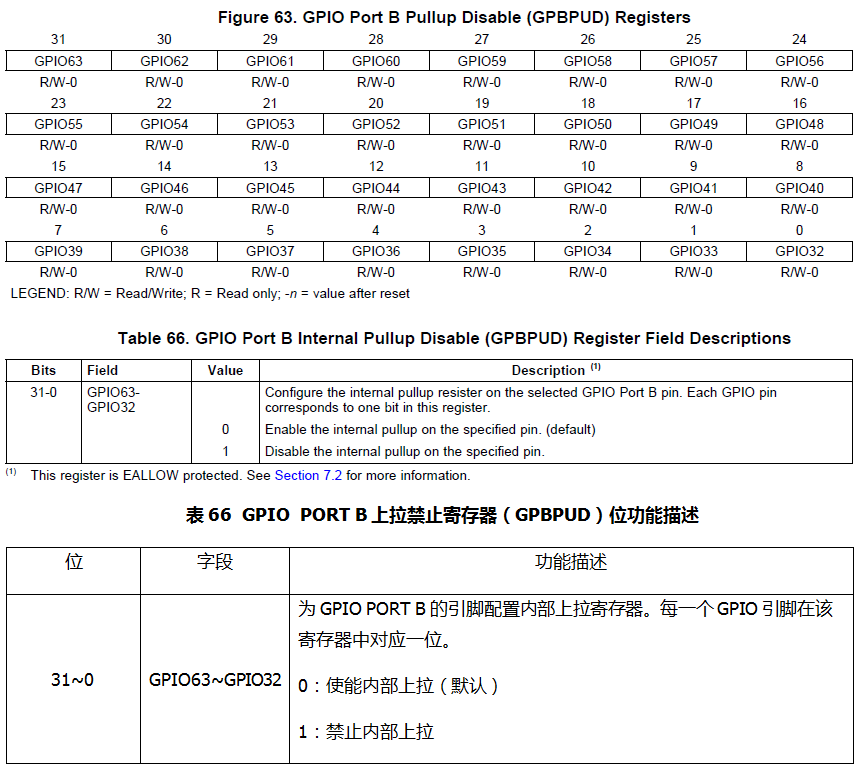 Figure 63. GPIO Port B Pullup Disable (GPBPUD) Registers
31 30 29 28 27 26 25 24
GPIO63 GPIO62 GPIO61 GPIO60 GPIO59 GPIO58 GPIO57 GPIO56
R/W-0 R/W-0 R/W-0 R/W-0 R/W-0 R/W-0 R/W-0 R/W-0
23 22 21 20 19 18 17 16
GPIO55 GPIO54 GPIO53 GPIO52 GPIO51 GPIO50 GPIO49 GPIO48
R/W-0 R/W-0 R/W-0 R/W-0 R/W-0 R/W-0 R/W-0 R/W-0
15 14 13 12 11 10 9 8
GPIO47 GPIO46 GPIO45 GPIO44 GPIO43 GPIO42 GPIO41 GPIO40
R/W-0 R/W-0 R/W-0 R/W-0 R/W-0 R/W-0 R/W-0 R/W-0
7 6 5 4 3 2 1 0
GPIO39 GPIO38 GPIO37 GPIO36 GPIO35 GPIO34 GPIO33 GPIO32
R/W-0 R/W-0 R/W-0 R/W-0 R/W-0 R/W-0 R/W-0 R/W-0
LEGEND: R/W = Read/Write; R = Read only; -n = value after reset
Table 66. GPIO Port B Internal Pullup Disable (GPBPUD) Register Field Descriptions
Bits Field Value Description (1)
31-0 GPIO63- Configure the internal pullup resister on the selected GPIO Port B pin. Each GPIO pin
GPIO32 corresponds to one bit in this register.
0 Enable the internal pullup on the specified pin. (default)
1 Disable the internal pullup on the specified pin.
(1) This register is EALLOW protected. See Section 7.2 for more information.
表 66 GPIO PORT B 上拉禁止寄存器（GPBPUD）位功能描述
位 字段 功能描述
为 GPIO PORT B 的引脚配置内部上拉寄存器。每一个 GPIO 引脚在该
寄存器中对应一位。
31~0 GPIO63~GPIO32
0：使能内部上拉（默认）
1：禁止内部上拉